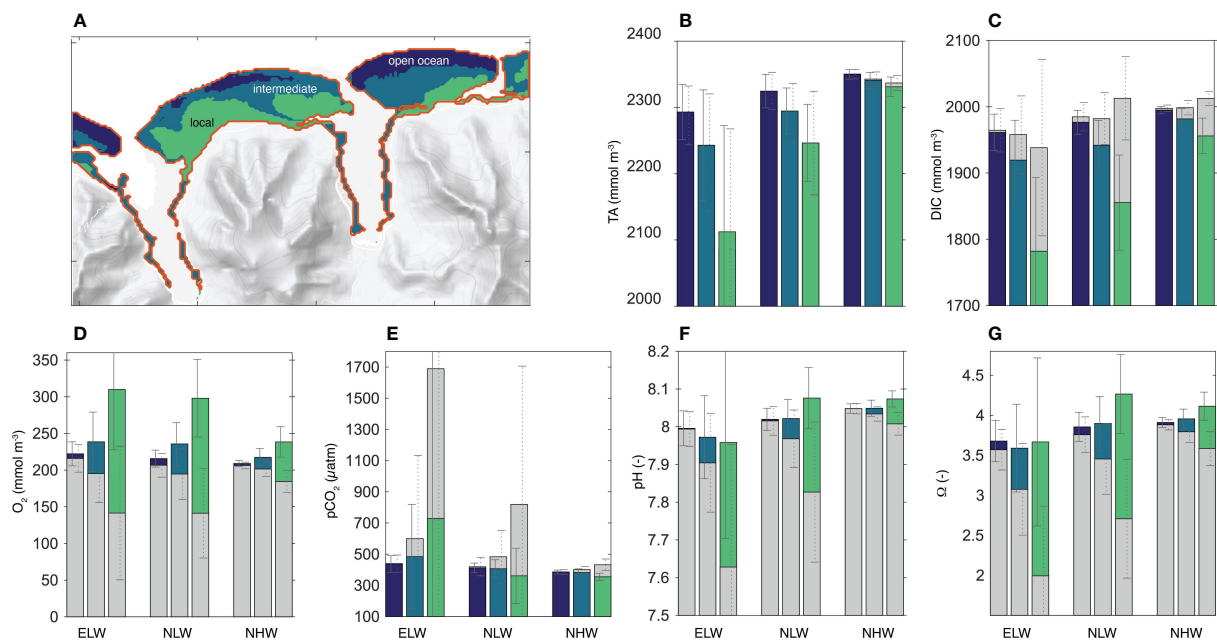 A
open ocean
intermediate
local
B
TA (mmol m⁻³)
2400
2300
2200
2100
2000
C
DIC (mmol m⁻³)
2100
2000
1900
1800
1700
D
O₂ (mmol m⁻³)
350
300
250
200
150
100
50
0
ELW NLW NHW
E
pCO₂ (µatm)
1700
1500
1300
1100
900
700
500
300
100
ELW NLW NHW
F
pH (-)
8.2
8.1
8
7.9
7.8
7.7
7.6
7.5
ELW NLW NHW
G
Ω (-)
5
4.5
4
3.5
3
2.5
2
ELW NLW NHW